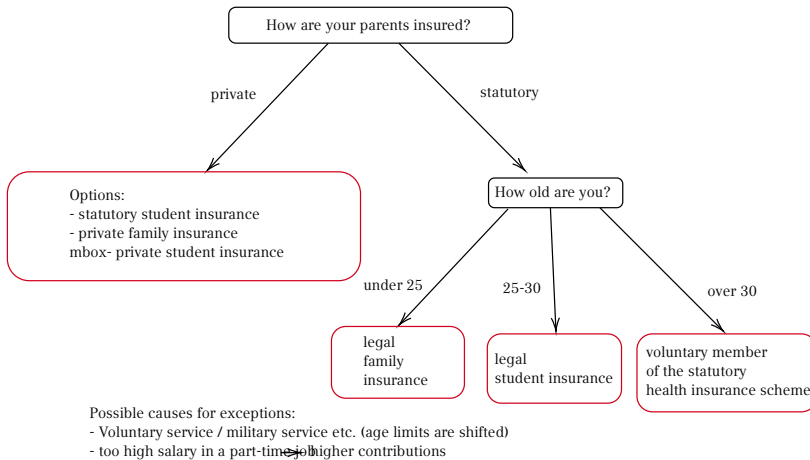 How are your parents insured?
private
statutory
Options:
- statutory student insurance
- private family insurance
mbox- private student insurance
How old are you?
under 25
25-30
over 30
legal
family
insurance
legal
student insurance
voluntary member
of the statutory
health insurance scheme
Possible causes for exceptions:
- Voluntary service / military service etc. (age limits are shifted)
- too high salary in a part-time job higher contributions